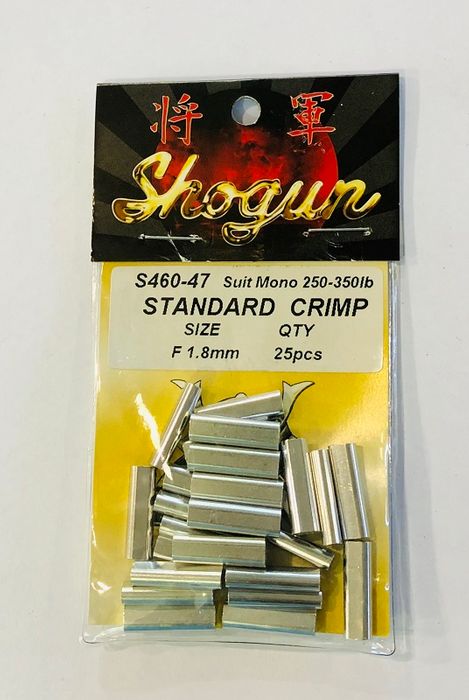 将 軍
Shogun
S460-47 Suit Mono 250-350lb
STANDARD CRIMP
SIZE QTY
F 1.8mm 25pcs